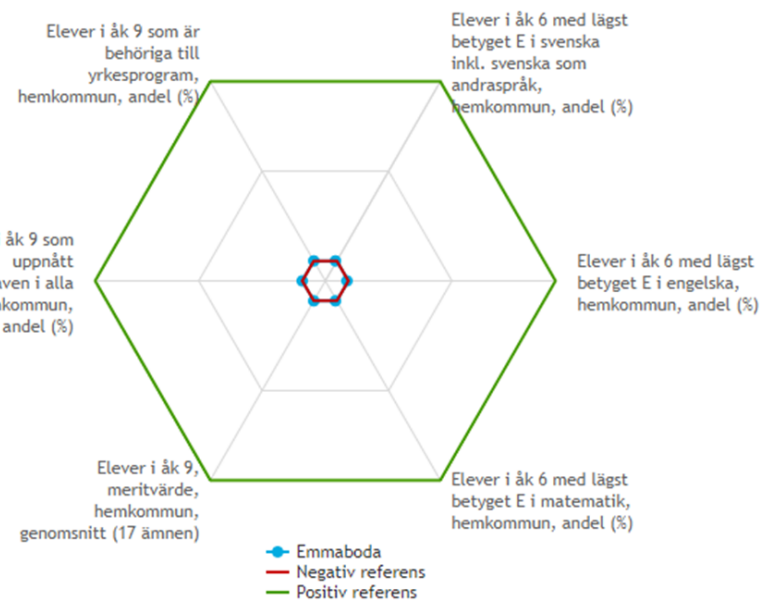 Elever i åk 9 som är
behöriga till
yrkesprogram,
hemkommun, andel (%)
Elever i åk 6 med lägst
betyget E i svenska
inkl. svenska som
andraspråk,
hemkommun, andel (%)
åk 9 som
uppnått
i alla
andel (%)
Elever i åk 6 med lägst
betyget E i engelska,
hemkommun, andel (%)
Elever i åk 9,
meritvärde,
hemkommun,
genomsnitt (17 ämnen)
Elever i åk 6 med lägst
betyget E i matematik,
hemkommun, andel (%)
Emmaboda
Negativ referens
Positiv referens